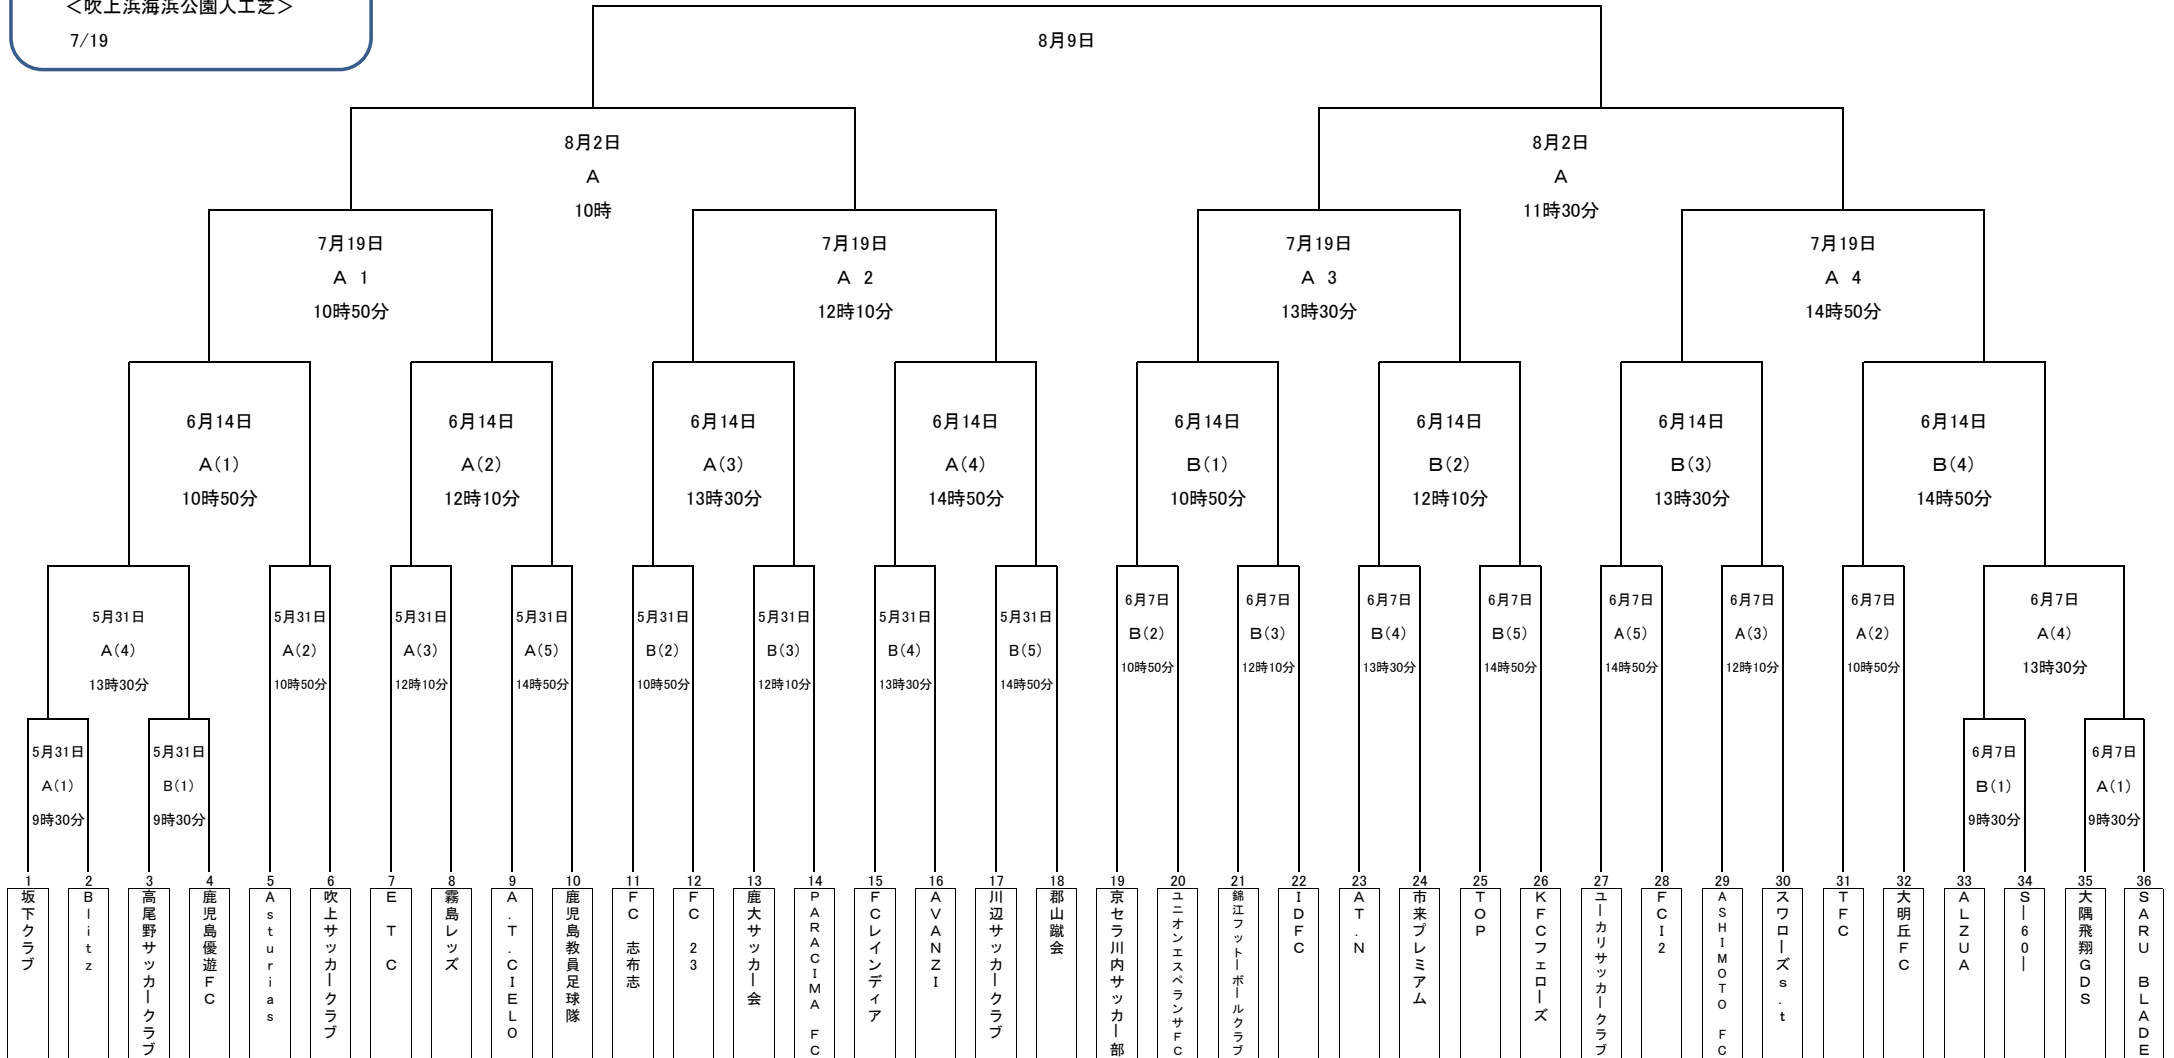 ＜吹上浜海浜公園人工芝＞
7/19
8月9日
8月2日
A
10時
8月2日
A
11時30分
7月19日
A 1
10時50分
7月19日
A 2
12時10分
7月19日
A 3
13時30分
7月19日
A 4
14時50分
6月14日
A(1)
10時50分
6月14日
A(2)
12時10分
6月14日
A(3)
13時30分
6月14日
A(4)
14時50分
6月14日
B(1)
10時50分
6月14日
B(2)
12時10分
6月14日
B(3)
13時30分
6月14日
B(4)
14時50分
5月31日
A(4)
13時30分
5月31日
A(2)
10時50分
5月31日
A(3)
12時10分
5月31日
A(5)
14時50分
5月31日
B(2)
10時50分
5月31日
B(3)
12時10分
5月31日
B(4)
13時30分
5月31日
B(5)
14時50分
6月7日
B(2)
10時50分
6月7日
B(3)
12時10分
6月7日
B(4)
13時30分
6月7日
B(5)
14時50分
6月7日
A(5)
14時50分
6月7日
A(3)
12時10分
6月7日
A(2)
10時50分
6月7日
A(4)
13時30分
5月31日
A(1)
9時30分
5月31日
B(1)
9時30分
6月7日
B(1)
9時30分
6月7日
A(1)
9時30分
1
坂下クラブ
2
Blitz
3
高尾野サッカークラブ
4
鹿児島優遊FC
5
Asturias
6
吹上サッカークラブ
7
E T C
8
霧島レッズ
9
A.T.CIELO
10
鹿児島教員足球隊
11
FC 志布志
12
FC 23
13
鹿大サッカー会
14
PARACIMA FC
15
FCレインディア
16
AVANZI
17
川辺サッカークラブ
18
郡山蹴会
19
京セラ川内サッカー部
20
ユニオンエスペランサFC
21
錦江フットーボールクラブ
22
IDFC
23
AT.N
24
市来プレミアム
25
TOP
26
KFCフェローズ
27
ユーカリサッカークラブ
28
FCI2
29
ASHIMOTO FC
30
スワローズs.t
31
TFC
32
大明丘FC
33
ALZUA
34
S―60―
35
大隅飛翔GDS
36
SARU BLADE